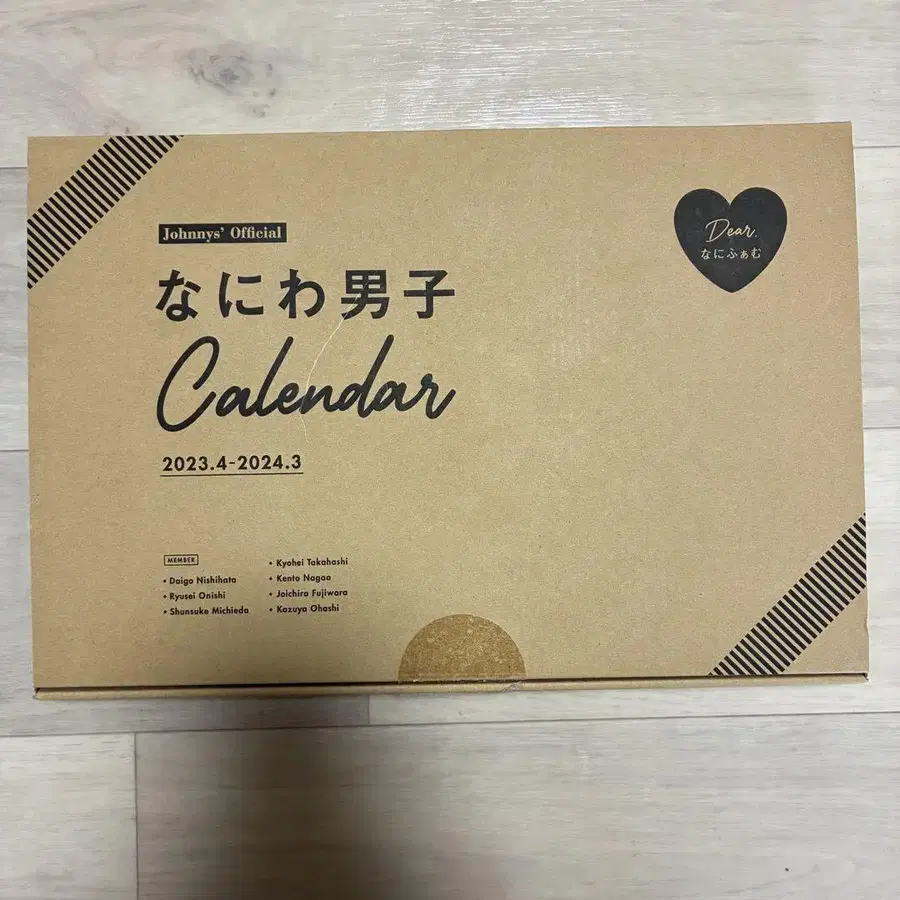 Johnnys' Official
なにわ男子
Calendar
2023.4-2024.3
Dear.
なにふぁむ
MEMBER
• Daigo Nishihata
• Ryusei Onishi
• Shunsuke Michieda
• Kyohei Takahashi
• Kento Nagao
• Joichiro Fujiwara
• Kazuya Ohashi